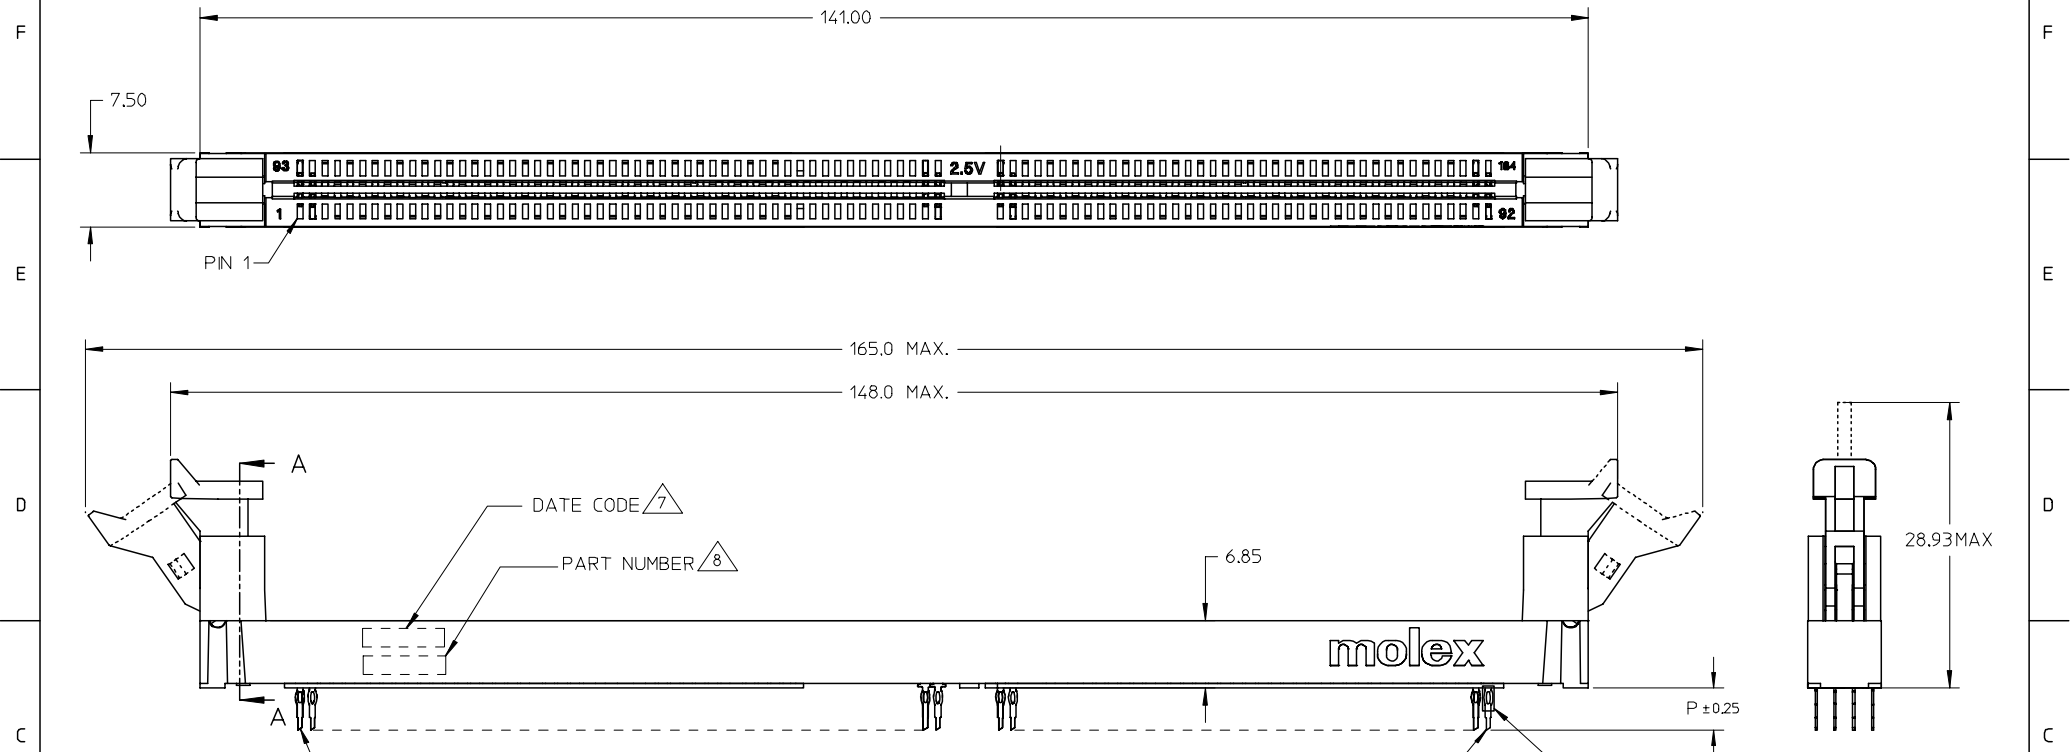 F
141.00
F
7.50
93
2.5V
184
1
92
PIN 1
E
E
165.0 MAX.
148.0 MAX.
A
D
DATE CODE 7
D
28.93MAX
PART NUMBER 8
6.85
molex
A
P ±0.25
C
C